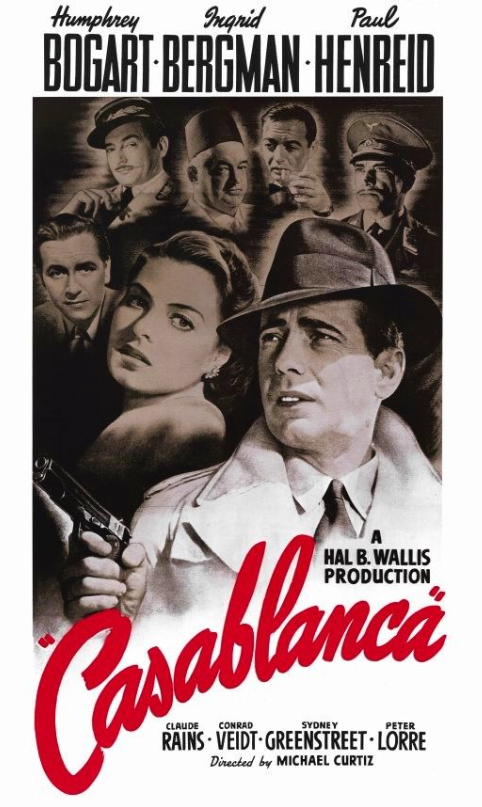 Humphrey Ingrid Paul
BOGART · BERGMAN · HENREID
A
HAL B. WALLIS
PRODUCTION
"Casablanca"
CLAUDE CONRAD SYDNEY PETER
RAINS · VEIDT · GREENSTREET · LORRE
Directed by MICHAEL CURTIZ